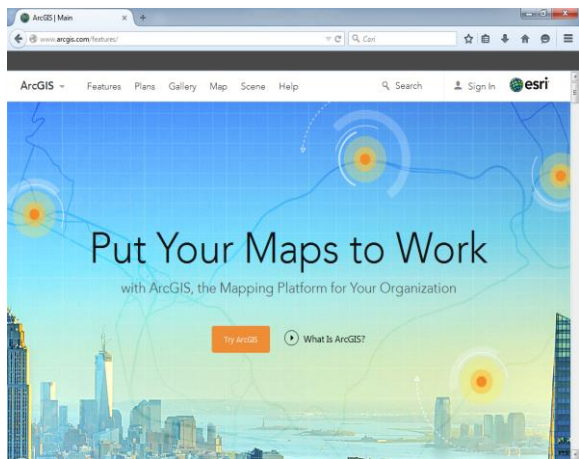 ArcGIS | Main
www.arcgis.com/features/
Cari
ArcGIS Features Plans Gallery Map Scene Help Search Sign In esri
Put Your Maps to Work
with ArcGIS, the Mapping Platform for Your Organization
Try ArcGIS What Is ArcGIS?